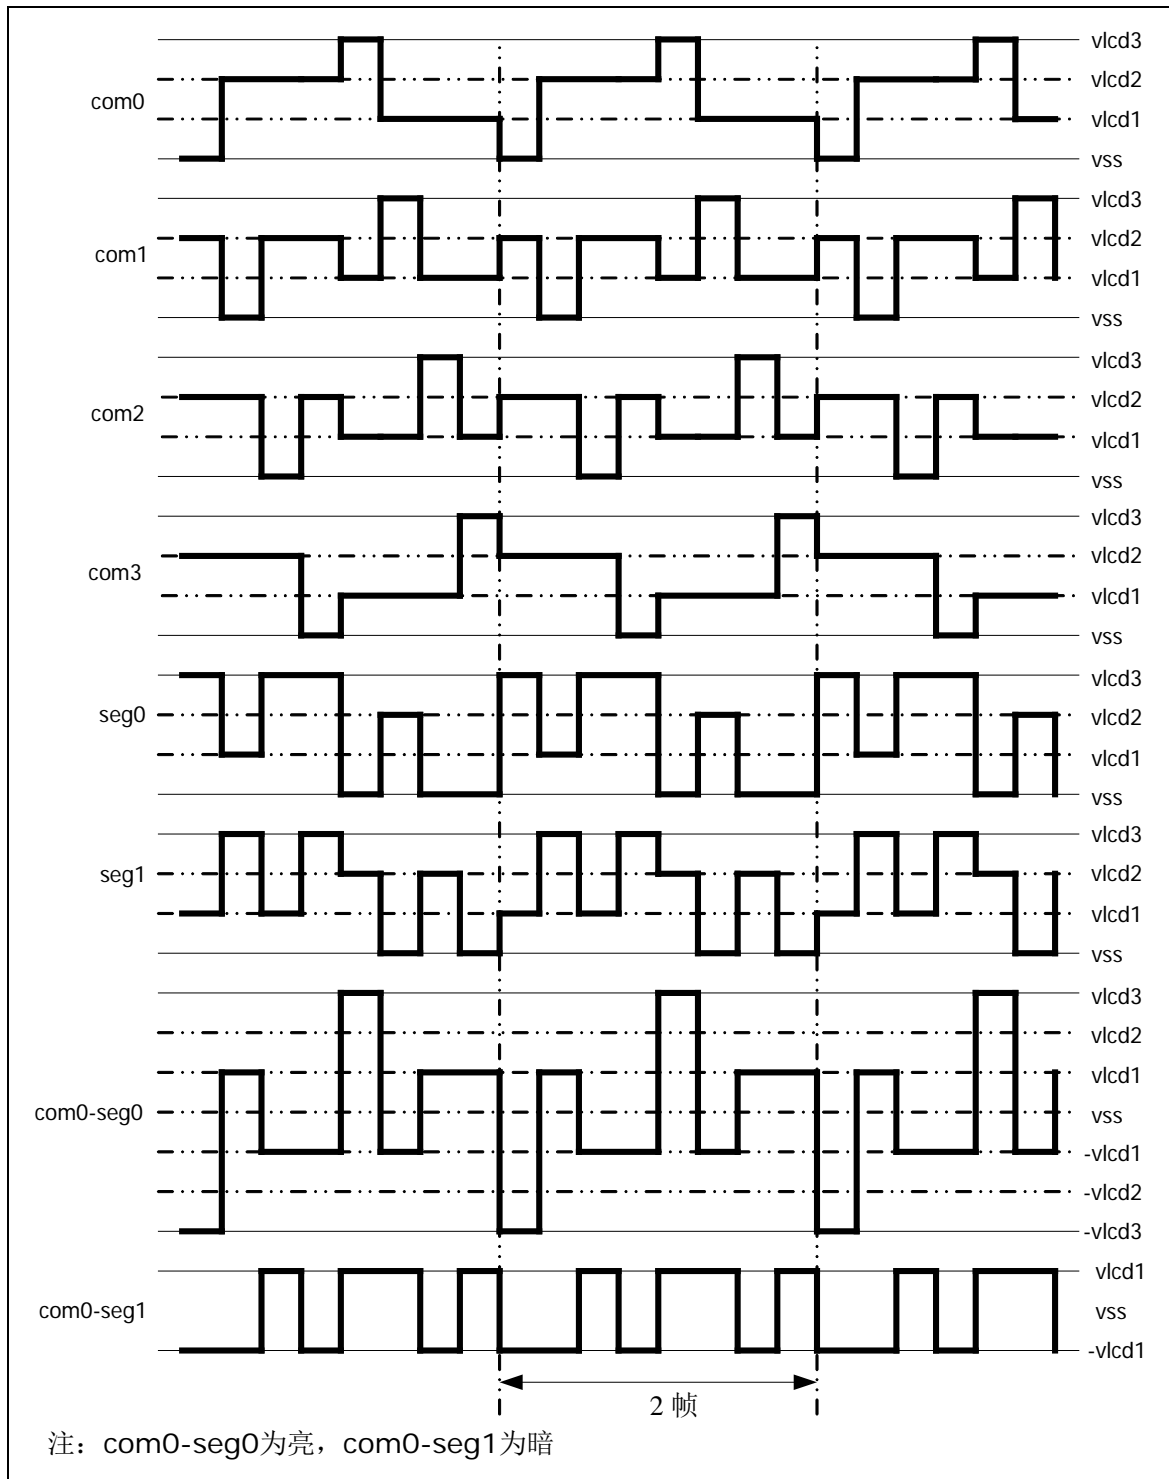 com0
vlcd3
vlcd2
vlcd1
vss
com1
vlcd3
vlcd2
vlcd1
vss
com2
vlcd3
vlcd2
vlcd1
vss
com3
vlcd3
vlcd2
vlcd1
vss
seg0
vlcd3
vlcd2
vlcd1
vss
seg1
vlcd3
vlcd2
vlcd1
vss
com0-seg0
vlcd3
vlcd2
vlcd1
vss
-vlcd1
-vlcd2
-vlcd3
com0-seg1
vlcd1
vss
-vlcd1
2 帧
注：com0-seg0为亮，com0-seg1为暗